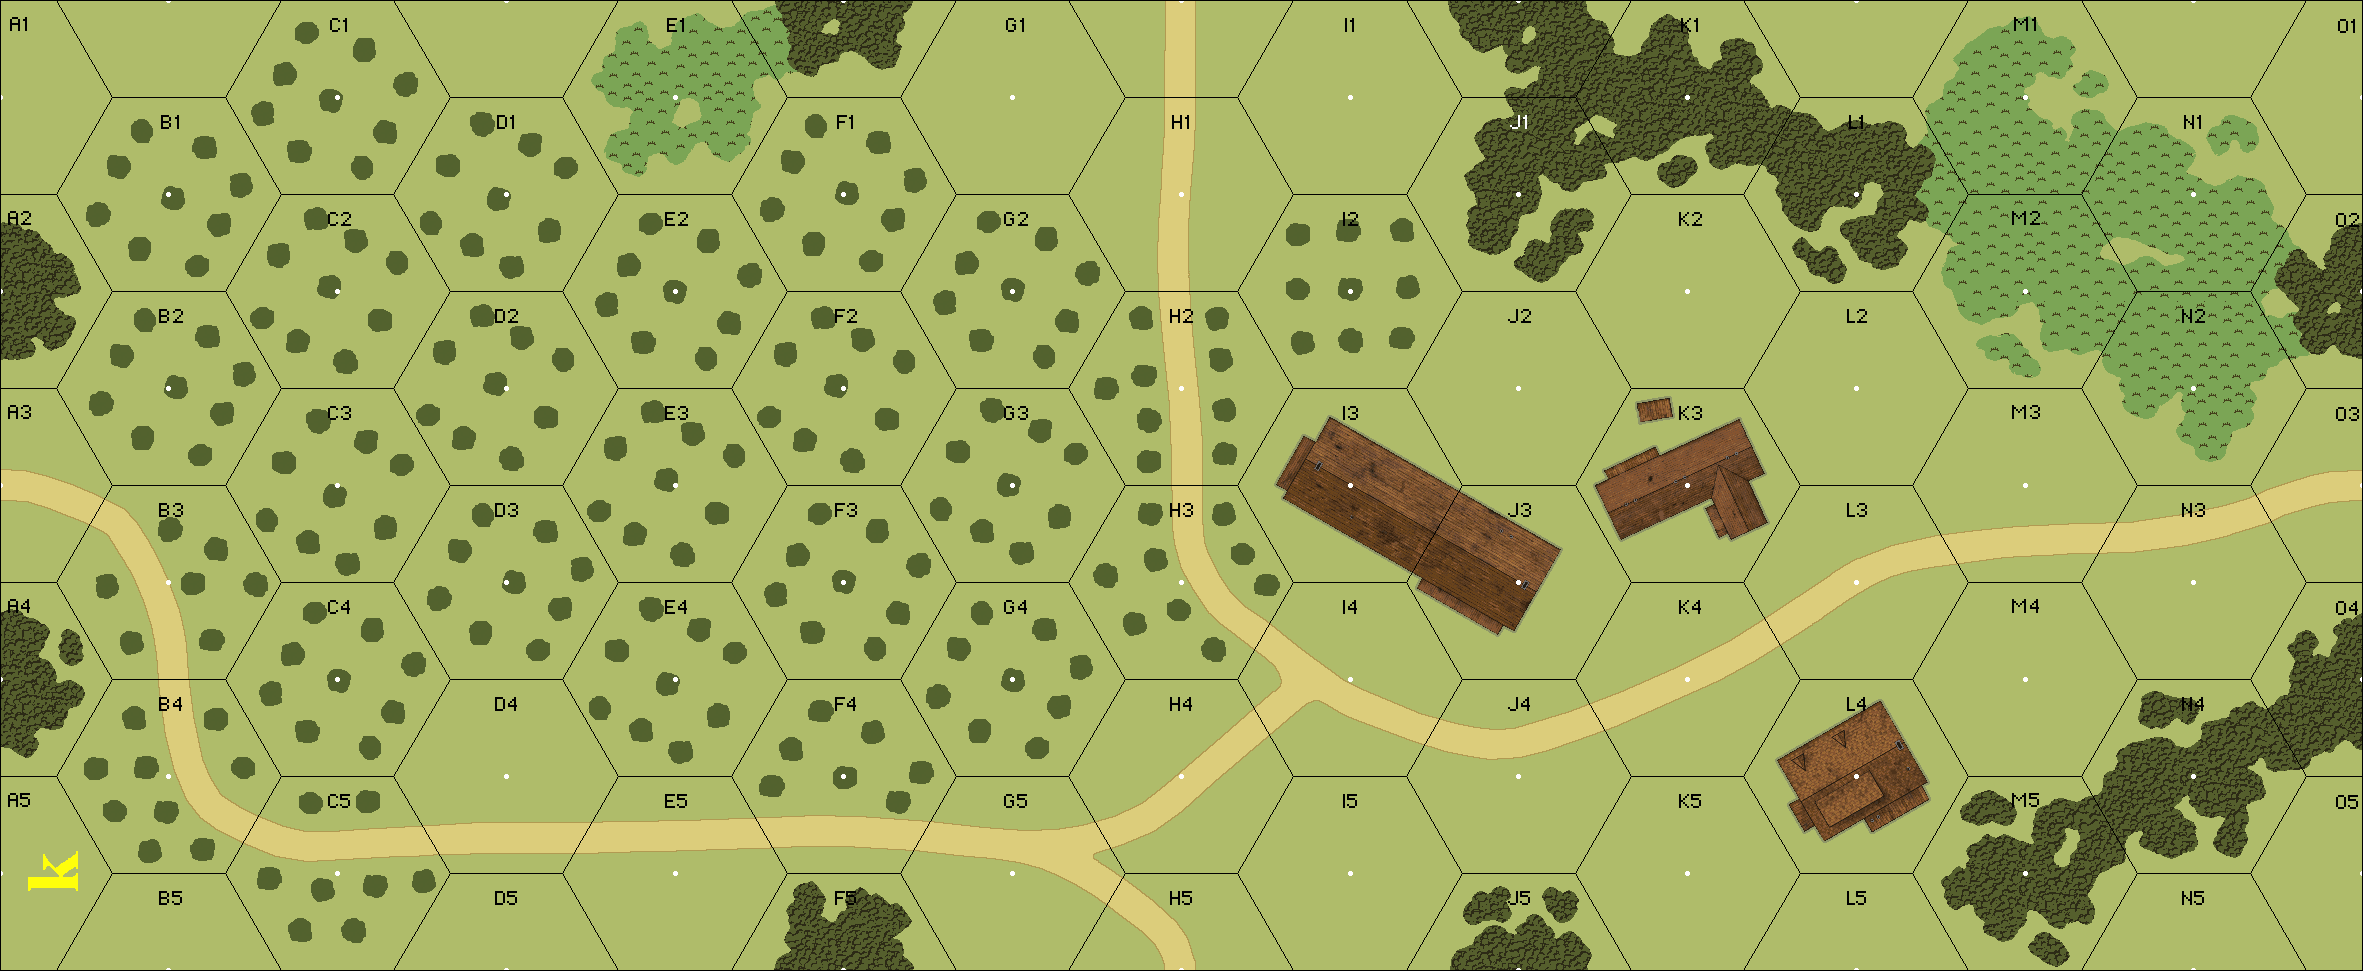 A1 C1 E1 G1 I1 K1 M1 O1
B1 D1 F1 H1 J1 L1 N1
A2 C2 E2 G2 I2 K2 M2 O2
B2 D2 F2 H2 J2 L2 N2
A3 C3 E3 G3 I3 K3 M3 O3
B3 D3 F3 H3 J3 L3 N3
A4 C4 E4 G4 I4 K4 M4 O4
B4 D4 F4 H4 J4 L4 N4
A5 C5 E5 G5 I5 K5 M5 O5
k
B5 D5 F5 H5 J5 L5 N5